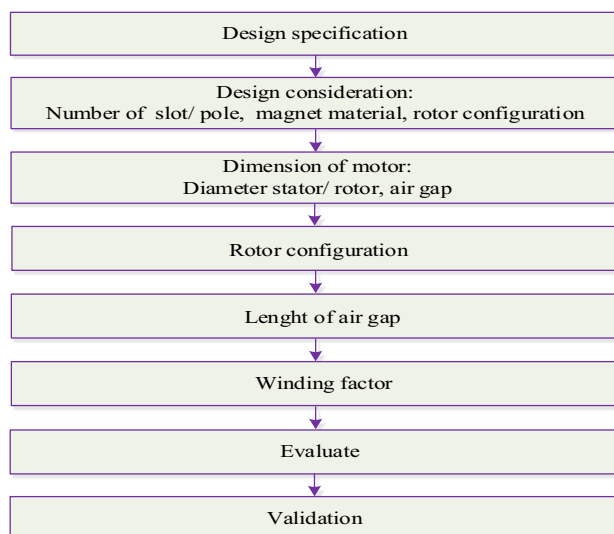 Design specification
Design consideration:
Number of slot/ pole, magnet material, rotor configuration
Dimension of motor:
Diameter stator/ rotor, air gap
Rotor configuration
Lenght of air gap
Winding factor
Evaluate
Validation